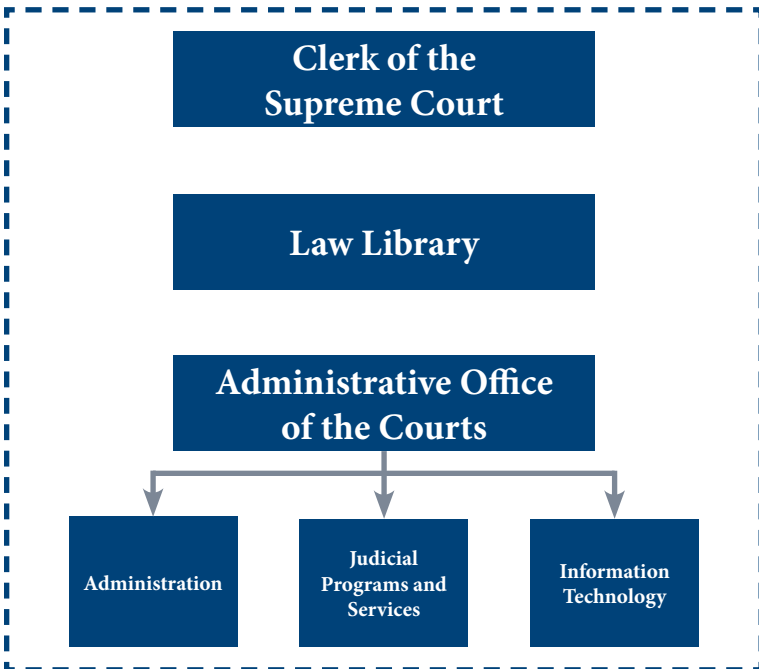 Clerk of the
Supreme Court
Law Library
Administrative Office
of the Courts
Administration
Judicial
Programs and
Services
Information
Technology